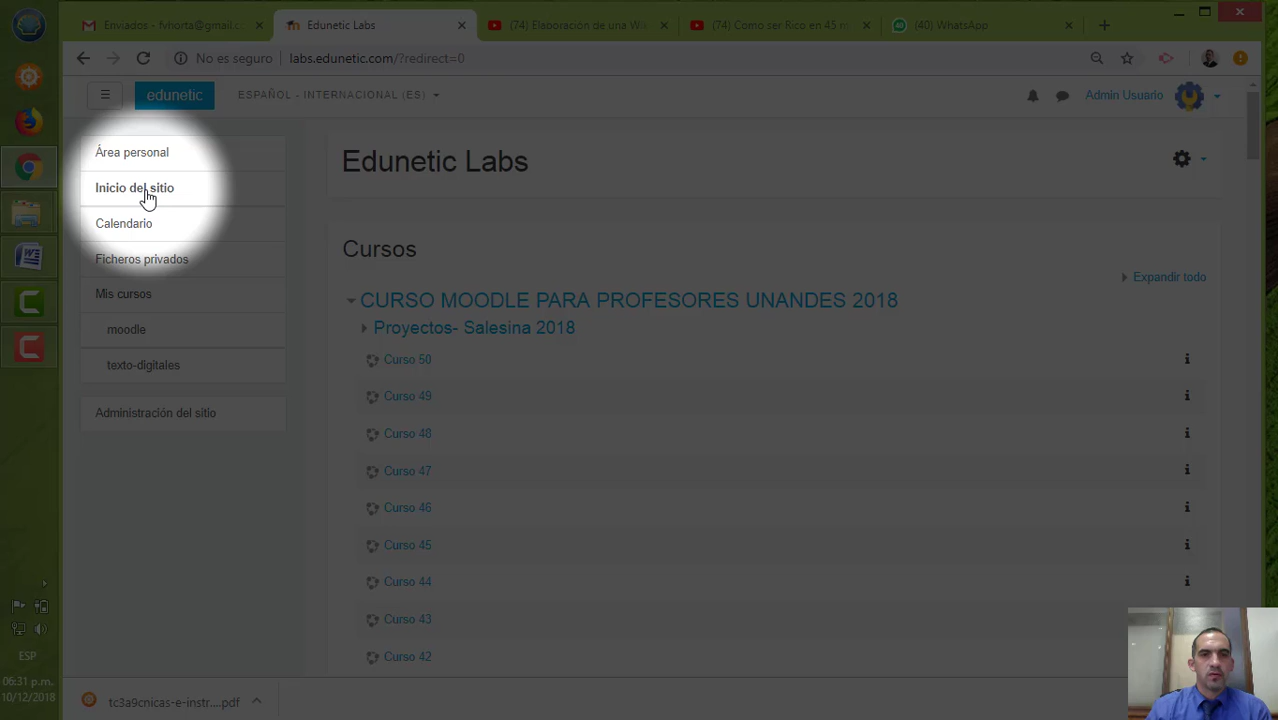 Enviados - fvhorta@gmail.c
Edunetic Labs
(74) Elaboración de una W
(74) Como ser Rico en 45 m
(40) WhatsApp
No es seguro
labs.edunetic.com/?redirect=0
edunetic
ESPAÑOL - INTERNACIONAL (ES)
Admin Usuario
Área personal
Inicio del sitio
Calendario
Ficheros privados
Mis cursos
moodle
texto-digitales
Administración del sitio
Edunetic Labs
Cursos
Expandir todo
CURSO MOODLE PARA PROFESORES UNANDES 2018
Proyectos- Salesina 2018
Curso 50
Curso 49
Curso 48
Curso 47
Curso 46
Curso 45
Curso 44
Curso 43
Curso 42
ESP
06:31 p.m.
10/12/2018
tc3a9cnicas-e-instr....pdf